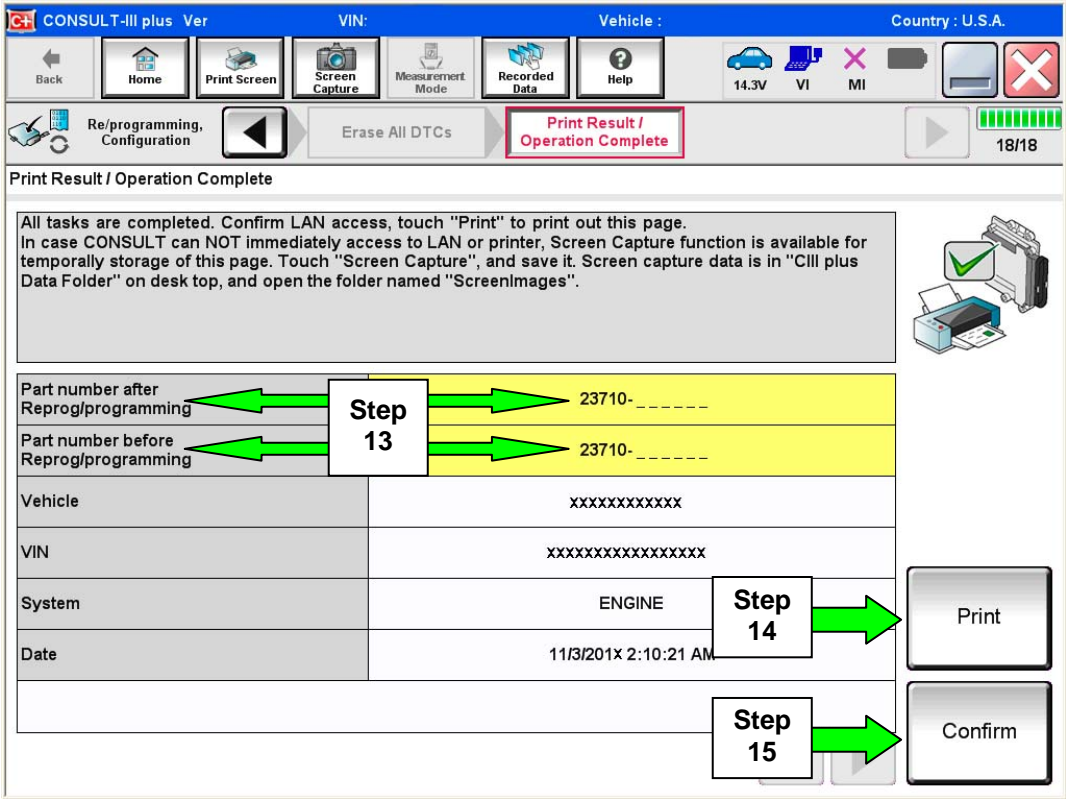 C+ CONSULT-III plus Ver VIN: Vehicle : Country : U.S.A.
Back
Home
Print Screen
Screen
Capture
Measurement
Mode
Recorded
Data
Help
14.3V VI MI
Re/programming,
Configuration
Erase All DTCs
Print Result /
Operation Complete
18/18
Print Result / Operation Complete
All tasks are completed. Confirm LAN access, touch "Print" to print out this page.
In case CONSULT can NOT immediately access to LAN or printer, Screen Capture function is available for
temporally storage of this page. Touch "Screen Capture", and save it. Screen capture data is in "CIII plus
Data Folder" on desk top, and open the folder named "ScreenImages".
Part number after
Reprog/programming
23710-_ _ _ _ _ _
Step
13
Part number before
Reprog/programming
23710-_ _ _ _ _ _
Vehicle xxxxxxxxxxxx
VIN xxxxxxxxxxxxxxxxx
System ENGINE
Step
14
Print
Date 11/3/201x 2:10:21 AM
Step
15
Confirm